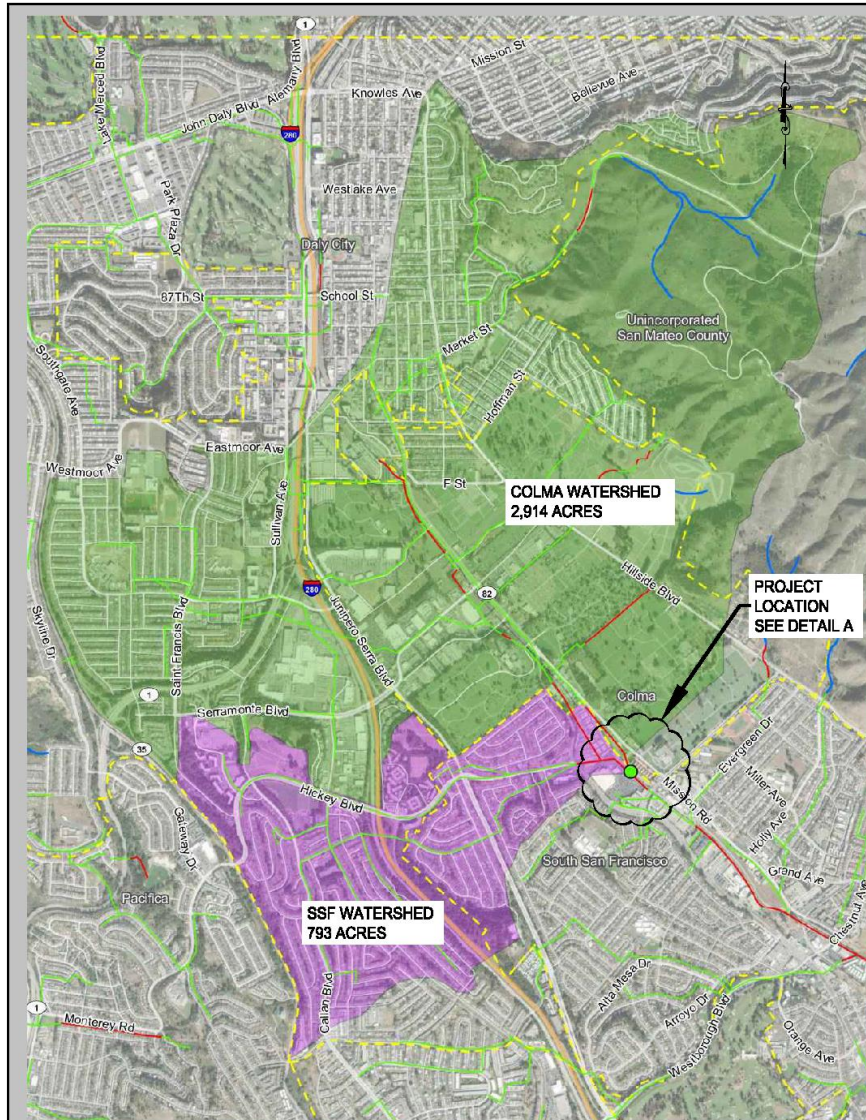 1
Mission St
Lake Merced Blvd
Alemany Blvd
Knowles Ave
Bellevue Ave
John Daly Blvd
280
Park Plaza Dr
Westlake Ave
Daly City
87Th St
School St
Unincorporated
San Mateo County
Market St
Southgate Ave
Hoffman St
Eastmoor Ave
Westmoor Ave
F St
COLMA WATERSHED
2,914 ACRES
Sullivan Ave
Hillside Blvd
280
82
PROJECT
LOCATION
SEE DETAIL A
Junipero Serra Blvd
Skyline Dr
Saint Francis Blvd
1
Serramonte Blvd
Colma
35
Evergreen Dr
Hickey Blvd
Mission Rd
Miller Ave
Holly Ave
Gateway Dr
South San Francisco
Grand Ave
Pacifica
Chestnut Ave
SSF WATERSHED
793 ACRES
Callan Blvd
Alta Mesa Dr
Arroyo Dr
Westborough Blvd
Orange Ave
1
Monterey Rd